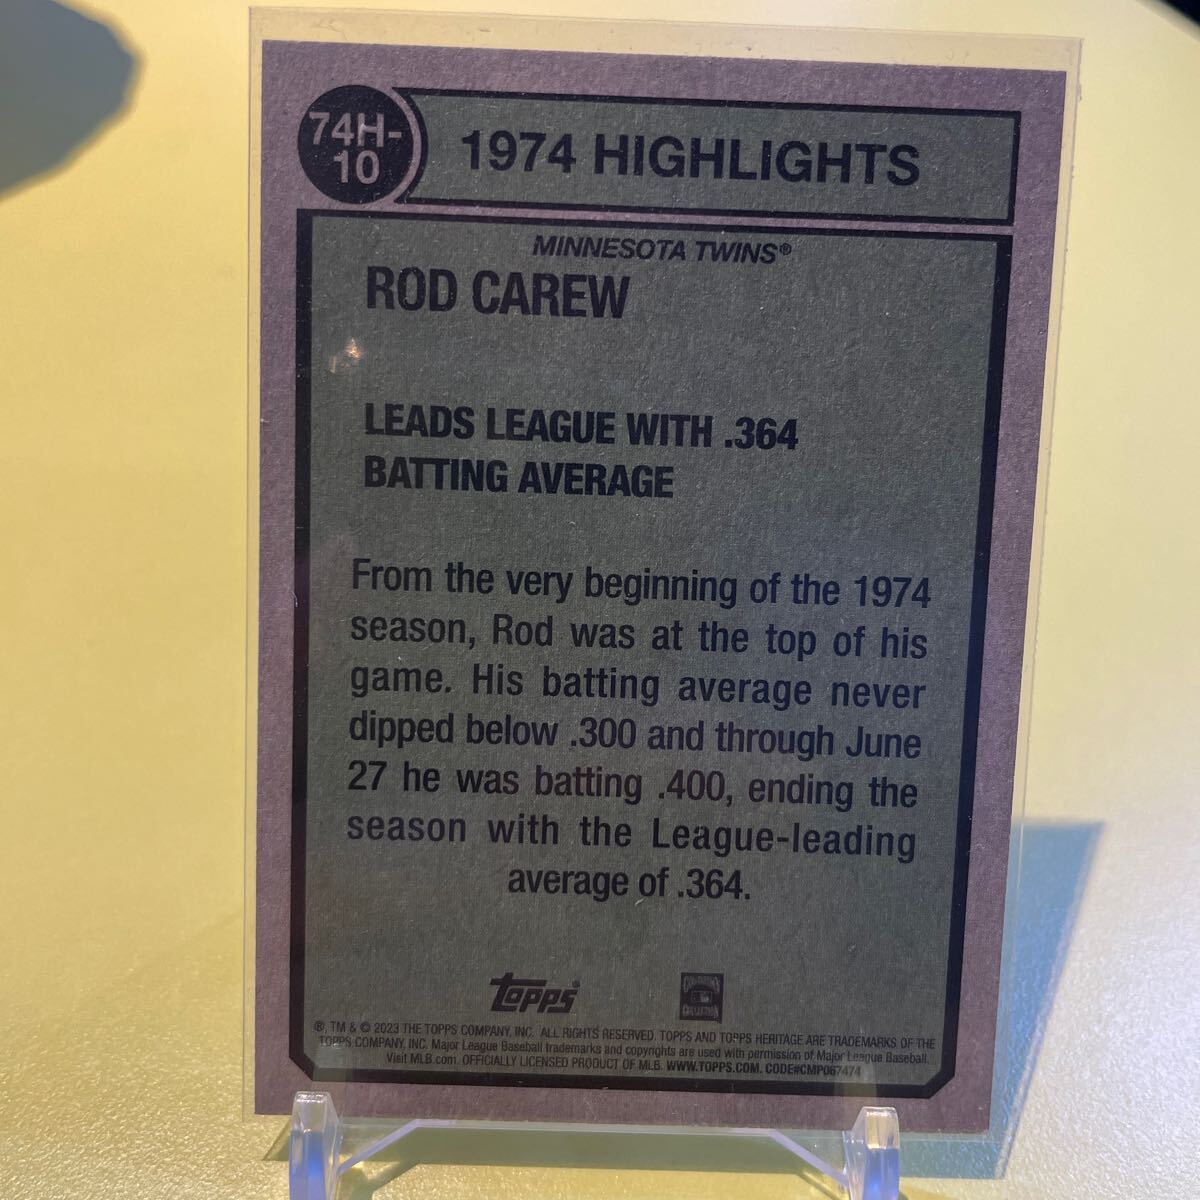 74H-
10
1974 HIGHLIGHTS
MINNESOTA TWINS®
ROD CAREW
LEADS LEAGUE WITH .364
BATTING AVERAGE
From the very beginning of the 1974
season, Rod was at the top of his
game. His batting average never
dipped below .300 and through June
27 he was batting .400, ending the
season with the League-leading
average of .364.
topps®
®, TM & © 2023 THE TOPPS COMPANY, INC. ALL RIGHTS RESERVED. TOPPS AND TOPPS HERITAGE ARE TRADEMARKS OF THE
TOPPS COMPANY, INC. Major League Baseball trademarks and copyrights are used with permission of Major League Baseball.
Visit MLB.com. OFFICIALLY LICENSED PRODUCT OF MLB. WWW.TOPPS.COM. CODE#CMP067474